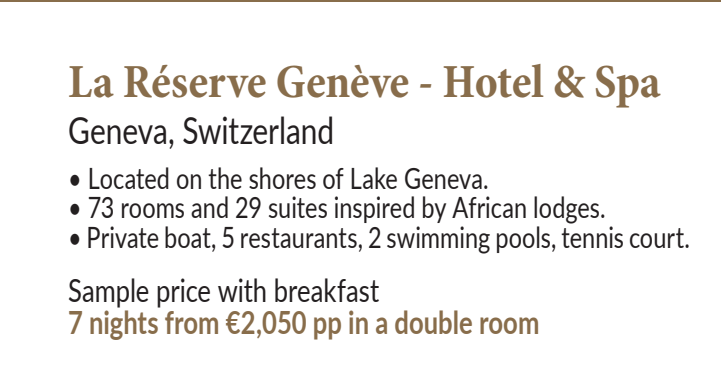 La Réserve Genève - Hotel & Spa
Geneva, Switzerland
• Located on the shores of Lake Geneva.
• 73 rooms and 29 suites inspired by African lodges.
• Private boat, 5 restaurants, 2 swimming pools, tennis court.
Sample price with breakfast
7 nights from €2,050 pp in a double room